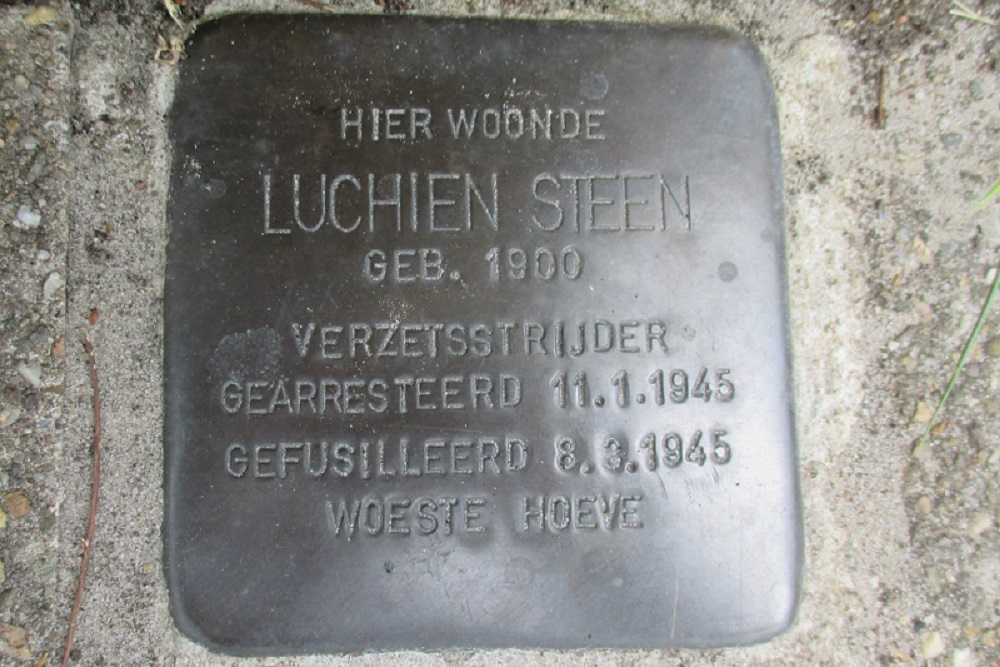 HIER WOONDE
LUCHIEN STEEN
GEB. 1900
VERZETSSTRIJDER
GEARRESTEERD 11.1.1945
GEFUSILLEERD 8.3.1945
WOESTE HOEVE